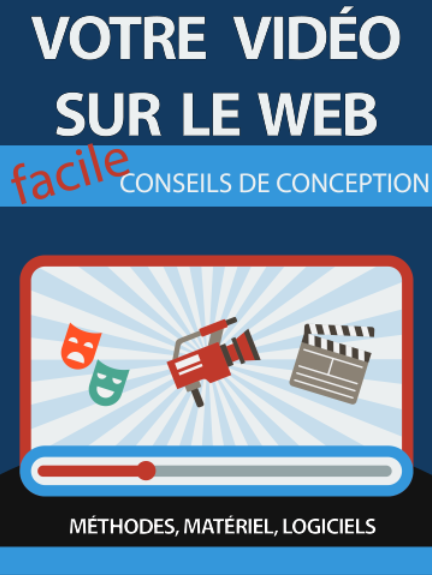 VOTRE VIDÉO
SUR LE WEB
facile
CONSEILS DE CONCEPTION
MÉTHODES, MATÉRIEL, LOGICIELS